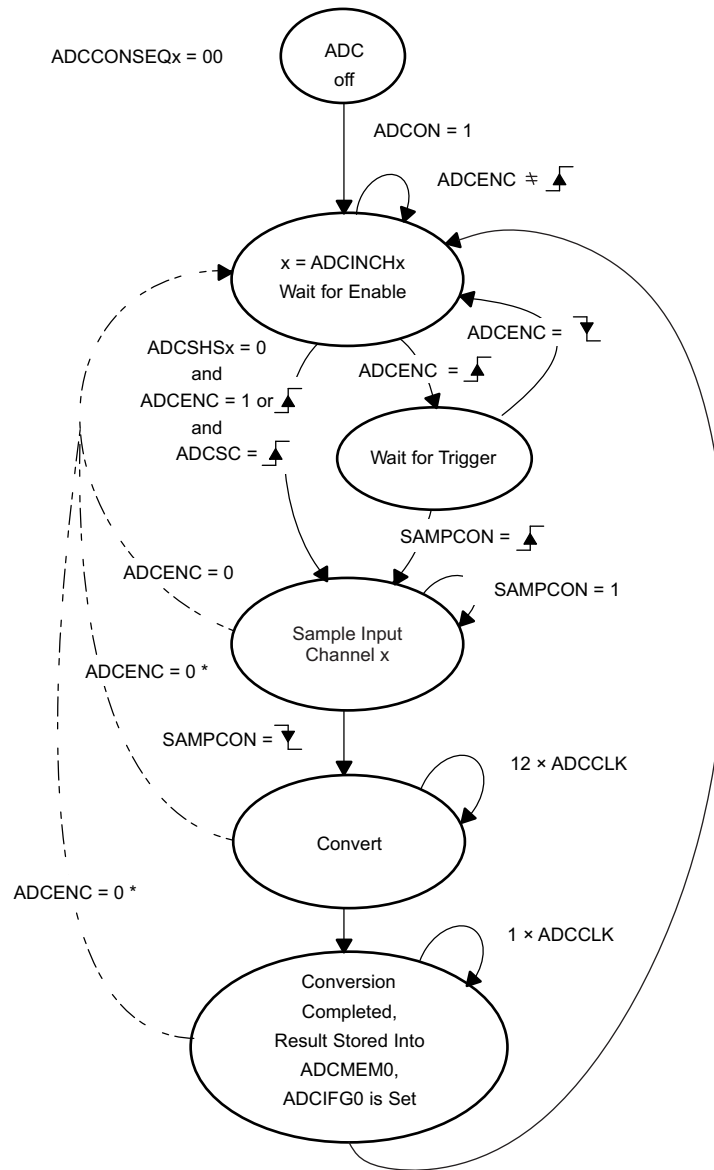 ADCCONSEQx = 00
ADC
off
ADCON = 1
ADCENC ≠
x = ADCINCHx
Wait for Enable
ADCENC =
ADCSHSx = 0
and
ADCENC = 1 or
and
ADCSC =
ADCENC =
Wait for Trigger
SAMPCON =
ADCENC = 0
SAMPCON = 1
Sample Input
Channel x
ADCENC = 0 *
SAMPCON =
12 × ADCCLK
Convert
ADCENC = 0 *
1 × ADCCLK
Conversion
Completed,
Result Stored Into
ADCMEM0,
ADCIFG0 is Set